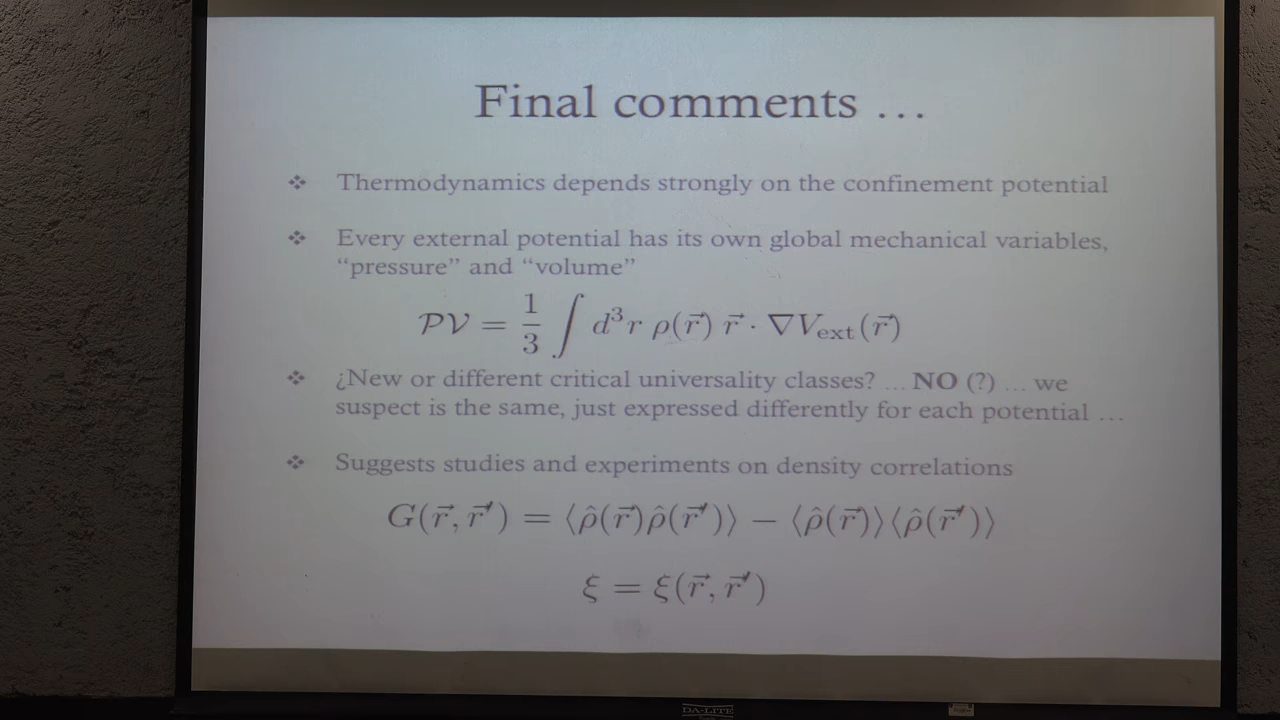 Final comments ...
❖ Thermodynamics depends strongly on the confinement potential
❖ Every external potential has its own global mechanical variables,
“pressure” and “volume”
𝒫𝒱 = 1/3 ∫ d³r ρ(r⃗) r⃗ · ∇V_ext(r⃗)
❖ ¿New or different critical universality classes? ... NO (?) ... we
suspect is the same, just expressed differently for each potential ...
❖ Suggests studies and experiments on density correlations
G(r⃗, r⃗′) = ⟨ρ̂(r⃗)ρ̂(r⃗′)⟩ − ⟨ρ̂(r⃗)⟩⟨ρ̂(r⃗′)⟩
ξ = ξ(r⃗, r⃗′)
DA-LITE